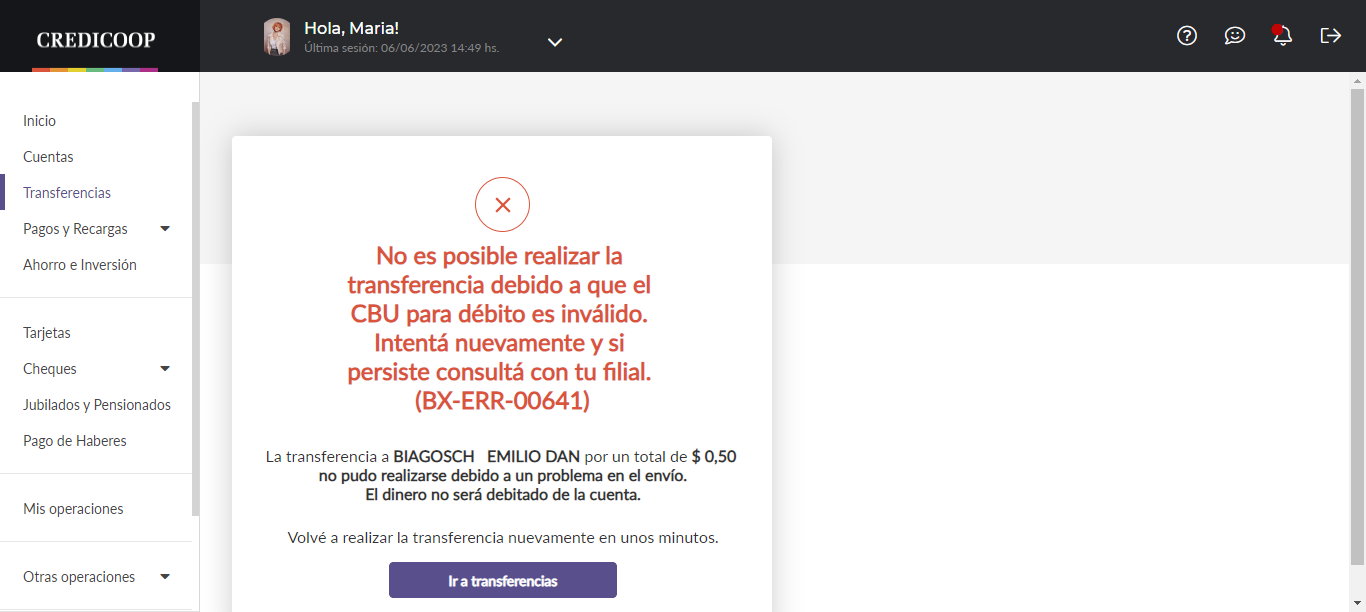 CREDICOOP
Hola, Maria!
Última sesión: 06/06/2023 14:49 hs.
Inicio
Cuentas
Transferencias
Pagos y Recargas
Ahorro e Inversión
Tarjetas
Cheques
Jubilados y Pensionados
Pago de Haberes
Mis operaciones
Otras operaciones
No es posible realizar la
transferencia debido a que el
CBU para débito es inválido.
Intentá nuevamente y si
persiste consultá con tu filial.
(BX-ERR-00641)
La transferencia a BIAGOSCH EMILIO DAN por un total de $ 0,50
no pudo realizarse debido a un problema en el envío.
El dinero no será debitado de la cuenta.
Volvé a realizar la transferencia nuevamente en unos minutos.
Ir a transferencias